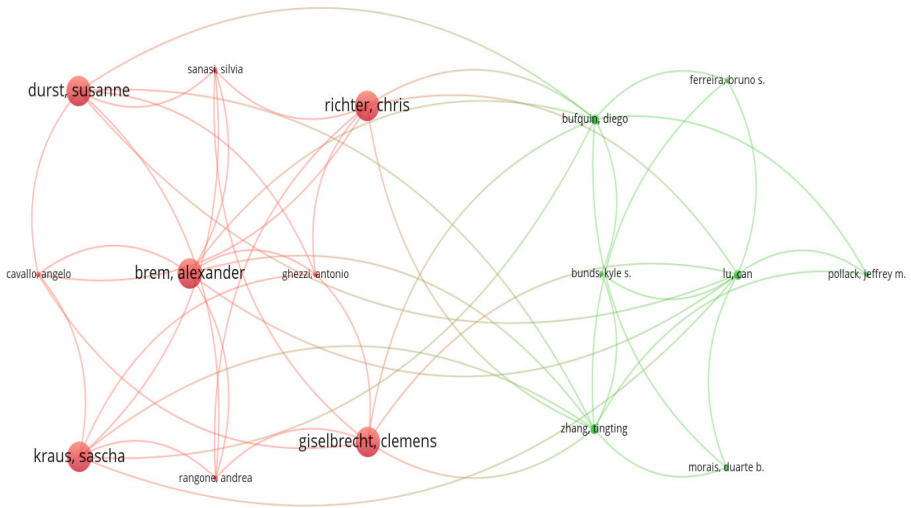 sanasi, silvia
durst, susanne
ferreira, bruno s.
richter, chris
bufquin, diego
cavallo, angelo
brem, alexander
ghezzi, antonio
bunds, kyle s.
lu, can
pollack, jeffrey m.
kraus, sascha
giselbrecht, clemens
zhang, tingting
rangone, andrea
morais, duarte b.